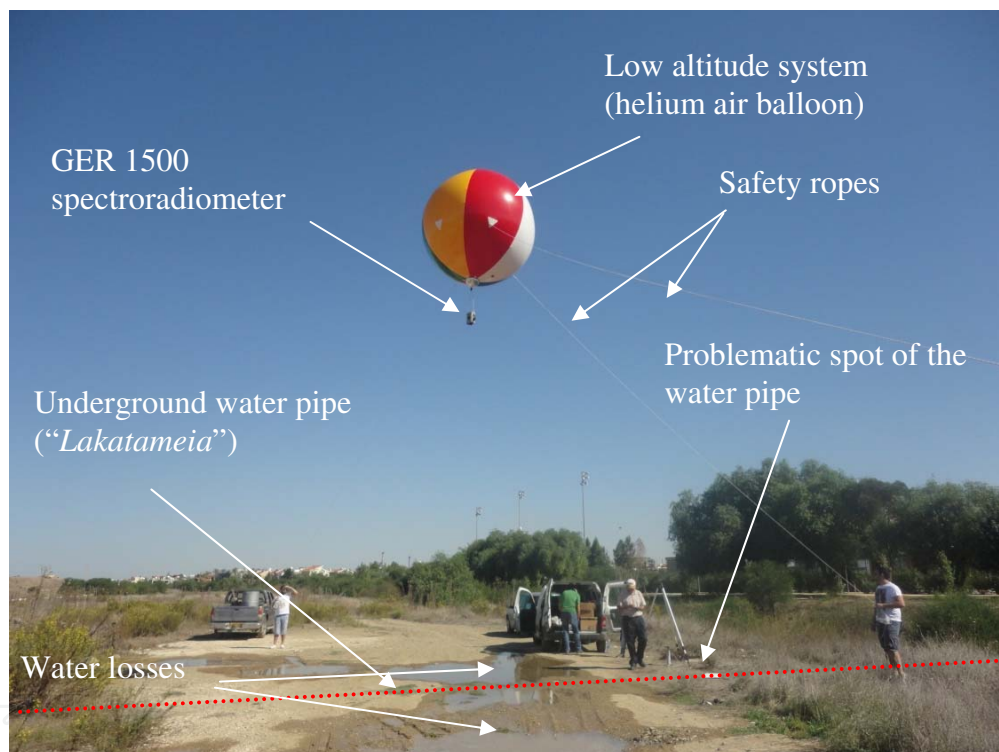 Low altitude system
(helium air balloon)
GER 1500
spectroradiometer
Safety ropes
Problematic spot of the
water pipe
Underground water pipe
(“Lakatameia”)
Water losses